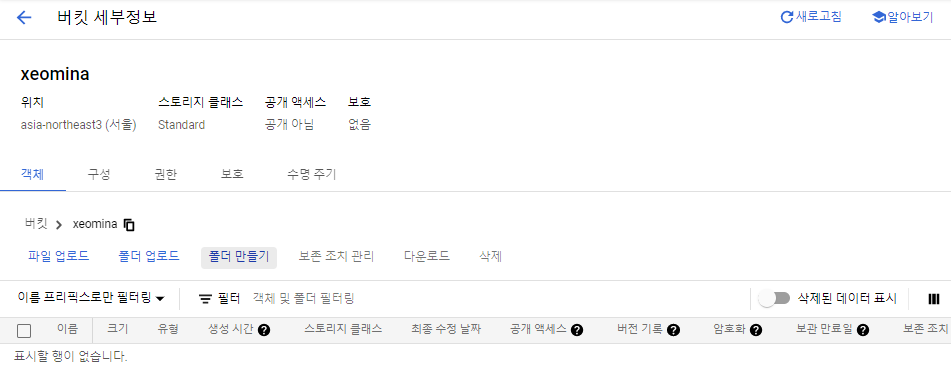 버킷 세부정보 새로고침 알아보기
xeomina
위치 스토리지 클래스 공개 액세스 보호
asia-northeast3 (서울) Standard 공개 아님 없음
객체 구성 권한 보호 수명 주기
버킷 > xeomina
파일 업로드 폴더 업로드 폴더 만들기 보존 조치 관리 다운로드 삭제
이름 프리픽스로만 필터링 필터 객체 및 폴더 필터링 삭제된 데이터 표시
이름 크기 유형 생성 시간 스토리지 클래스 최종 수정 날짜 공개 액세스 버전 기록 암호화 보관 만료일 보존 조치
표시할 행이 없습니다.